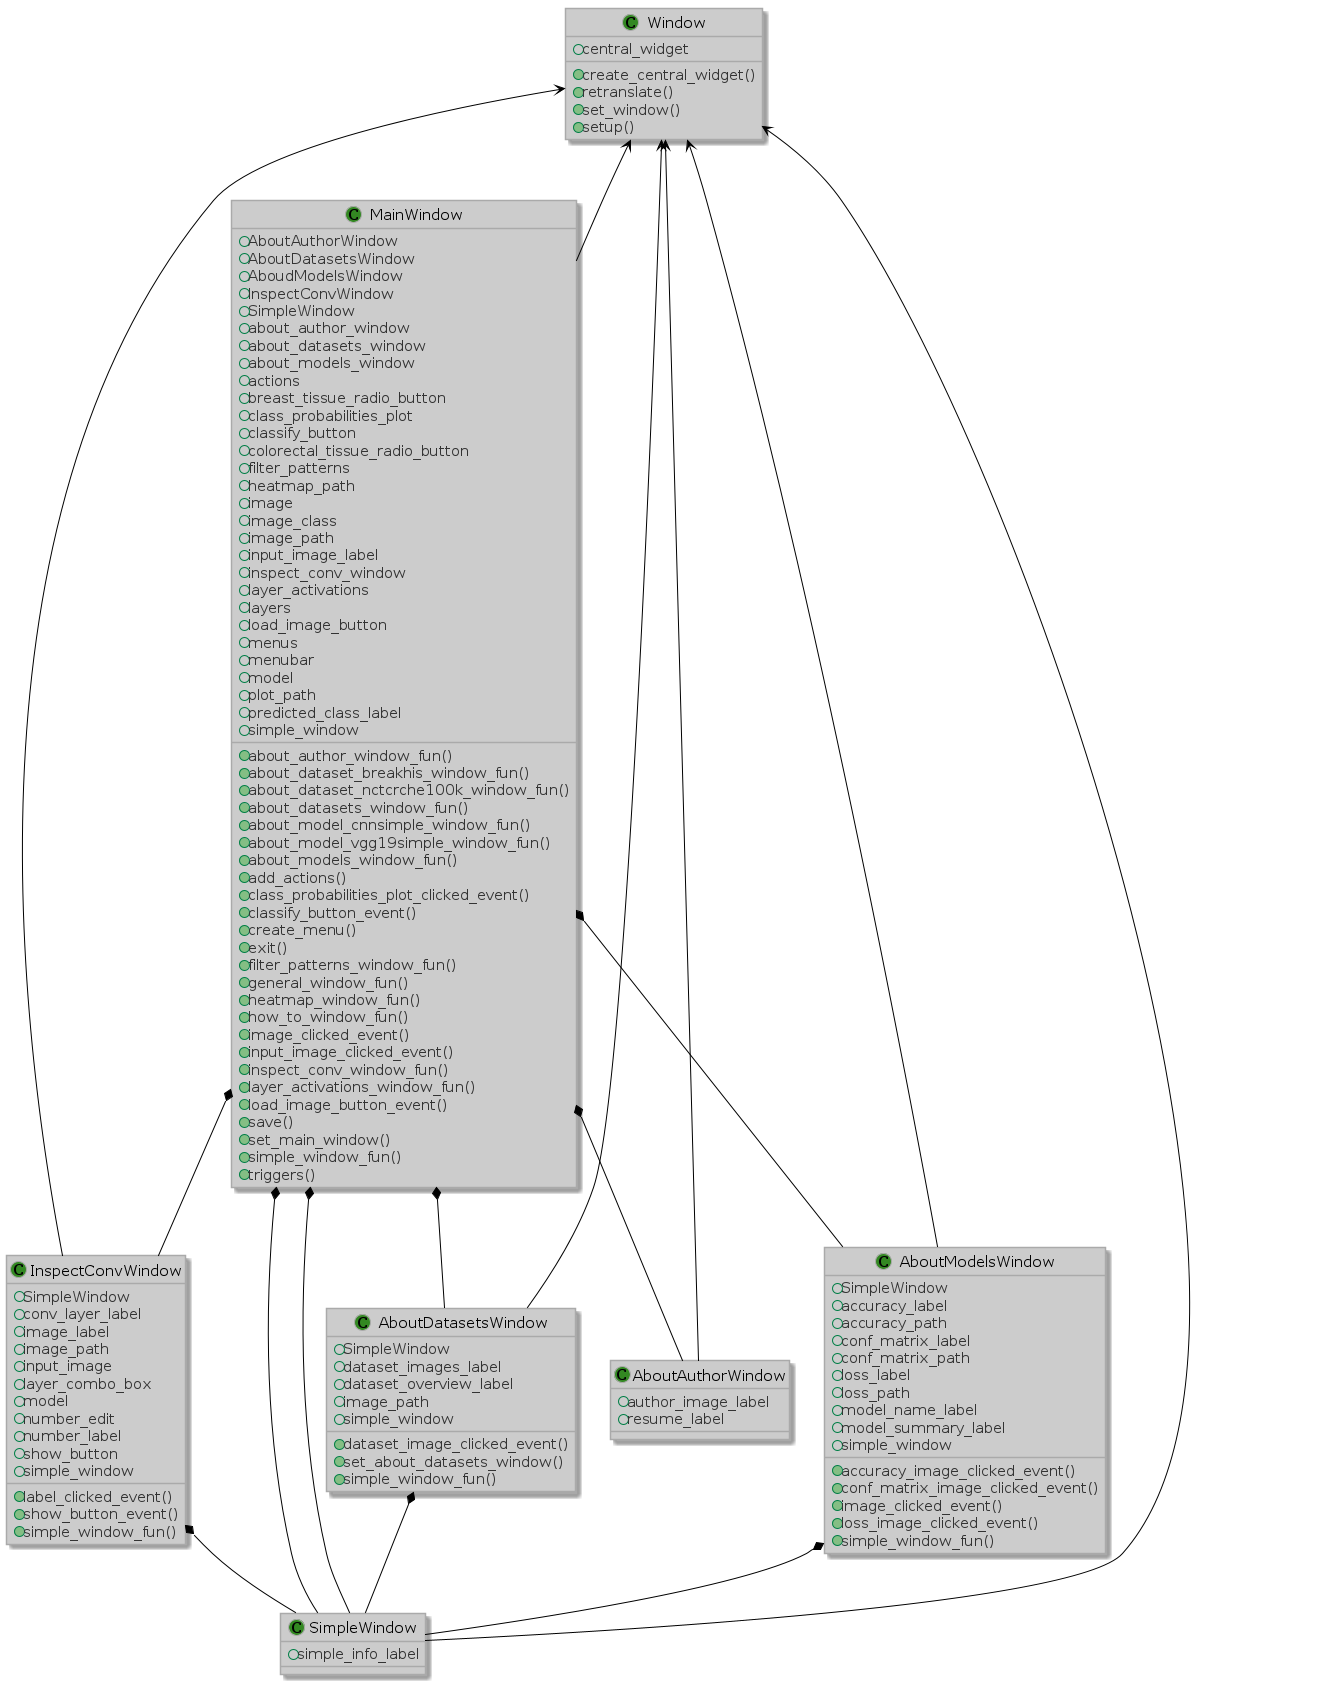 C Window
central_widget
create_central_widget()
retranslate()
set_window()
setup()
C MainWindow
AboutAuthorWindow
AboutDatasetsWindow
AboudModelsWindow
InspectConvWindow
SimpleWindow
about_author_window
about_datasets_window
about_models_window
actions
breast_tissue_radio_button
class_probabilities_plot
classify_button
colorectal_tissue_radio_button
filter_patterns
heatmap_path
image
image_class
image_path
input_image_label
inspect_conv_window
layer_activations
layers
load_image_button
menus
menubar
model
plot_path
predicted_class_label
simple_window
about_author_window_fun()
about_dataset_breakhis_window_fun()
about_dataset_nctcrche100k_window_fun()
about_datasets_window_fun()
about_model_cnnsimple_window_fun()
about_model_vgg19simple_window_fun()
about_models_window_fun()
add_actions()
class_probabilities_plot_clicked_event()
classify_button_event()
create_menu()
exit()
filter_patterns_window_fun()
general_window_fun()
heatmap_window_fun()
how_to_window_fun()
image_clicked_event()
input_image_clicked_event()
inspect_conv_window_fun()
layer_activations_window_fun()
load_image_button_event()
save()
set_main_window()
simple_window_fun()
triggers()
C InspectConvWindow
SimpleWindow
conv_layer_label
image_label
image_path
input_image
layer_combo_box
model
number_edit
number_label
show_button
simple_window
label_clicked_event()
show_button_event()
simple_window_fun()
C AboutDatasetsWindow
SimpleWindow
dataset_images_label
dataset_overview_label
image_path
simple_window
dataset_image_clicked_event()
set_about_datasets_window()
simple_window_fun()
C AboutAuthorWindow
author_image_label
resume_label
C AboutModelsWindow
SimpleWindow
accuracy_label
accuracy_path
conf_matrix_label
conf_matrix_path
loss_label
loss_path
model_name_label
model_summary_label
simple_window
accuracy_image_clicked_event()
conf_matrix_image_clicked_event()
image_clicked_event()
loss_image_clicked_event()
simple_window_fun()
C SimpleWindow
simple_info_label